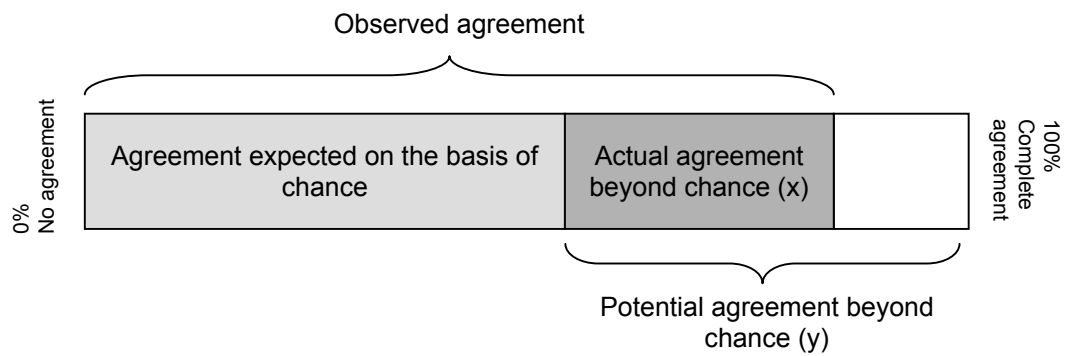 Observed agreement
0%
No agreement
Agreement expected on the basis of
chance
Actual agreement
beyond chance (x)
100%
Complete
agreement
Potential agreement beyond
chance (y)